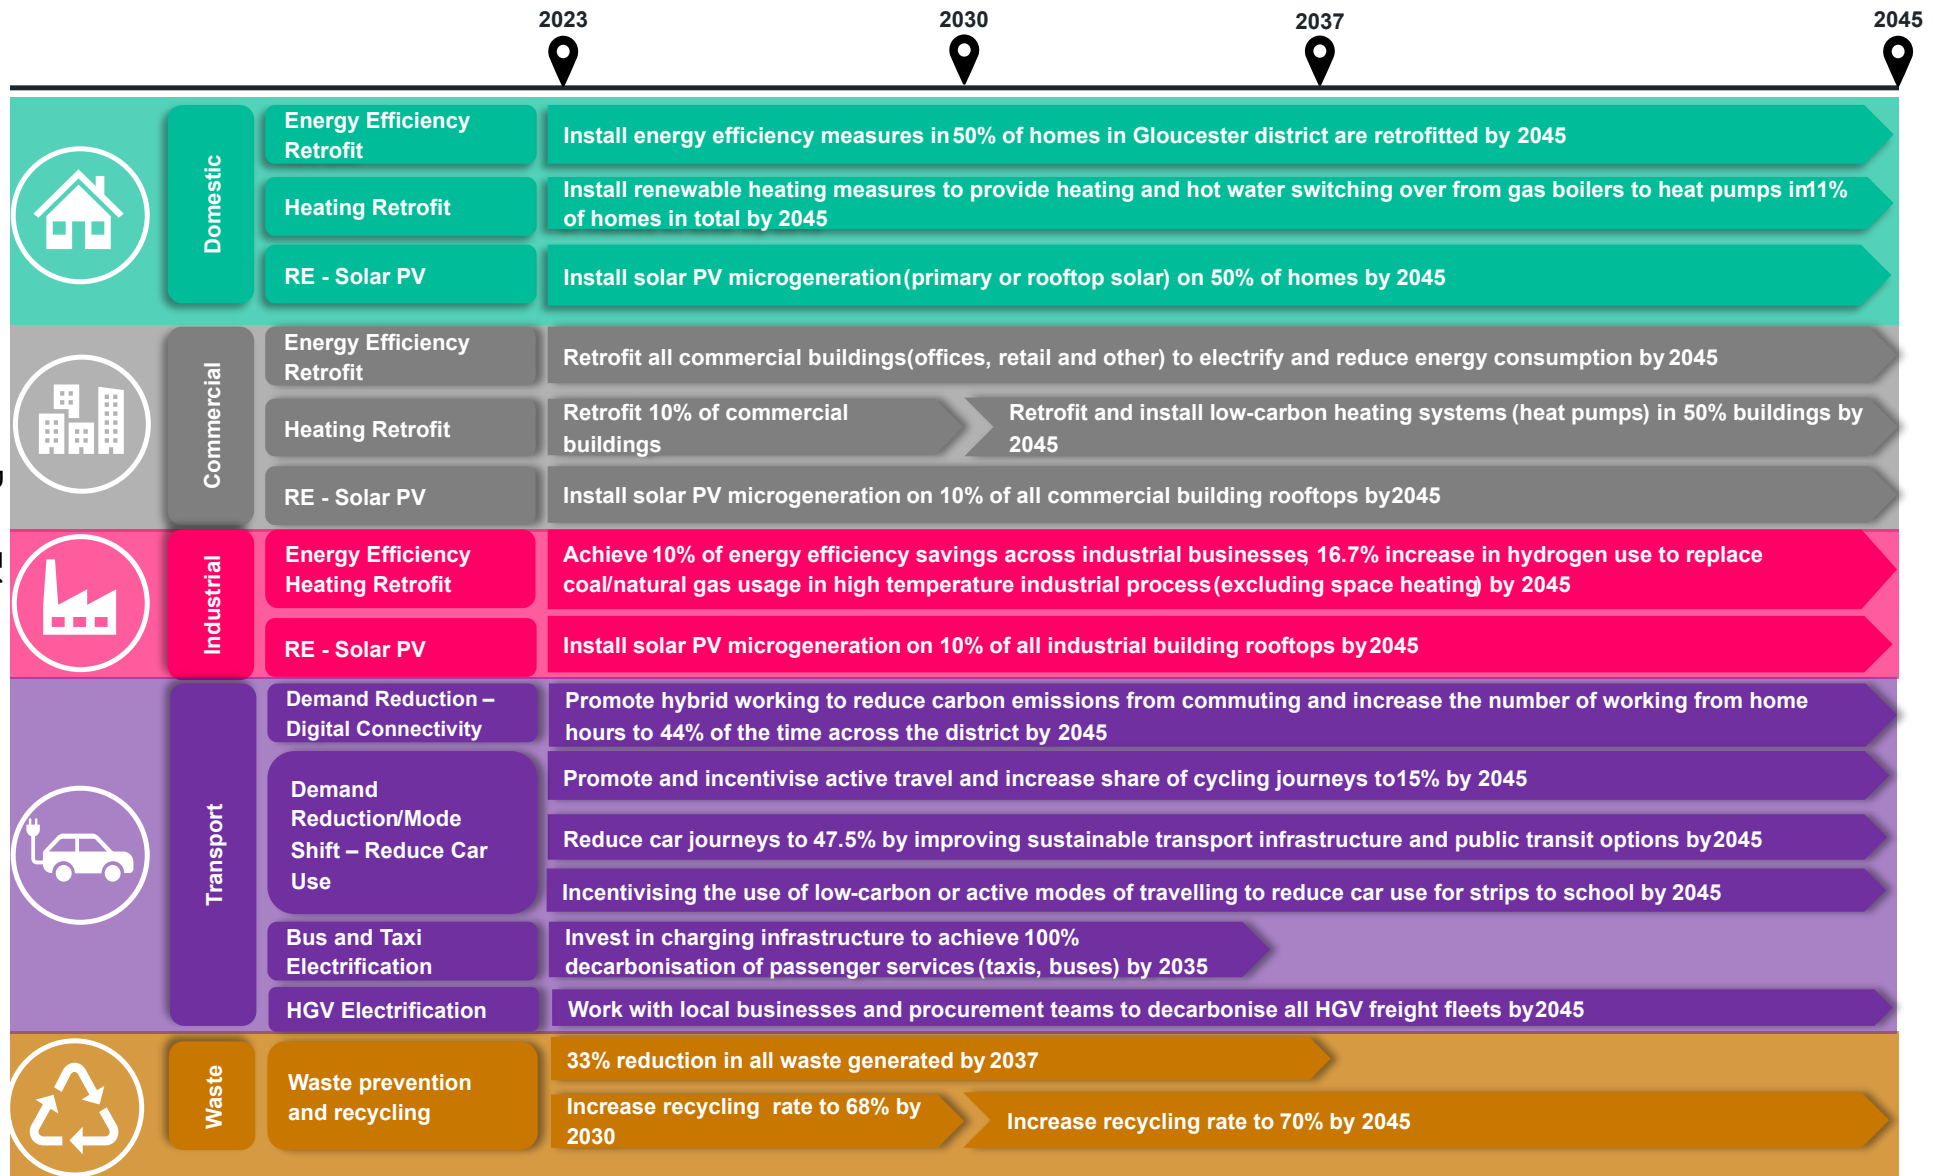 2023
2030
2037
2045
Domestic
Energy Efficiency
Retrofit
Install energy efficiency measures in 50% of homes in Gloucester district are retrofitted by 2045
Heating Retrofit
Install renewable heating measures to provide heating and hot water switching over from gas boilers to heat pumps in 11%
of homes in total by 2045
RE - Solar PV
Install solar PV microgeneration (primary or rooftop solar) on 50% of homes by 2045
Commercial
Energy Efficiency
Retrofit
Retrofit all commercial buildings (offices, retail and other) to electrify and reduce energy consumption by 2045
Heating Retrofit
Retrofit 10% of commercial
buildings
Retrofit and install low-carbon heating systems (heat pumps) in 50% buildings by
2045
RE - Solar PV
Install solar PV microgeneration on 10% of all commercial building rooftops by 2045
Industrial
Energy Efficiency
Heating Retrofit
Achieve 10% of energy efficiency savings across industrial businesses, 16.7% increase in hydrogen use to replace
coal/natural gas usage in high temperature industrial process (excluding space heating) by 2045
RE - Solar PV
Install solar PV microgeneration on 10% of all industrial building rooftops by 2045
Transport
Demand Reduction –
Digital Connectivity
Promote hybrid working to reduce carbon emissions from commuting and increase the number of working from home
hours to 44% of the time across the district by 2045
Demand
Reduction/Mode
Shift – Reduce Car
Use
Promote and incentivise active travel and increase share of cycling journeys to 15% by 2045
Reduce car journeys to 47.5% by improving sustainable transport infrastructure and public transit options by 2045
Incentivising the use of low-carbon or active modes of travelling to reduce car use for strips to school by 2045
Bus and Taxi
Electrification
Invest in charging infrastructure to achieve 100%
decarbonisation of passenger services (taxis, buses) by 2035
HGV Electrification
Work with local businesses and procurement teams to decarbonise all HGV freight fleets by 2045
Waste
Waste prevention
and recycling
33% reduction in all waste generated by 2037
Increase recycling rate to 68% by
2030
Increase recycling rate to 70% by 2045